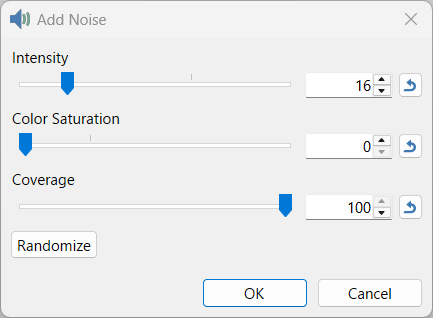 Add Noise
Intensity
16
Color Saturation
0
Coverage
100
Randomize
OK Cancel